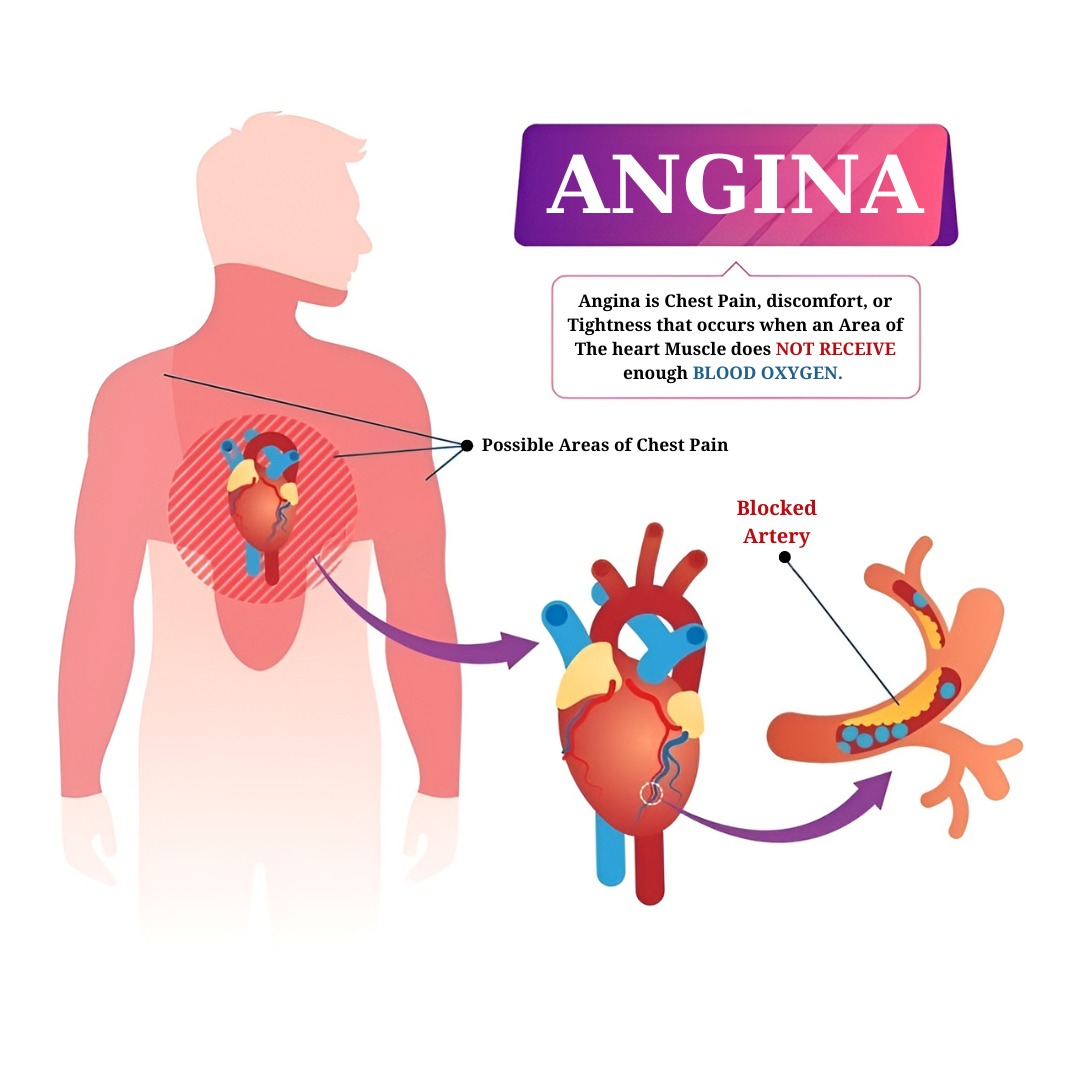 ANGINA
Angina is Chest Pain, discomfort, or
Tightness that occurs when an Area of
The heart Muscle does NOT RECEIVE
enough BLOOD OXYGEN.
Possible Areas of Chest Pain
Blocked
Artery